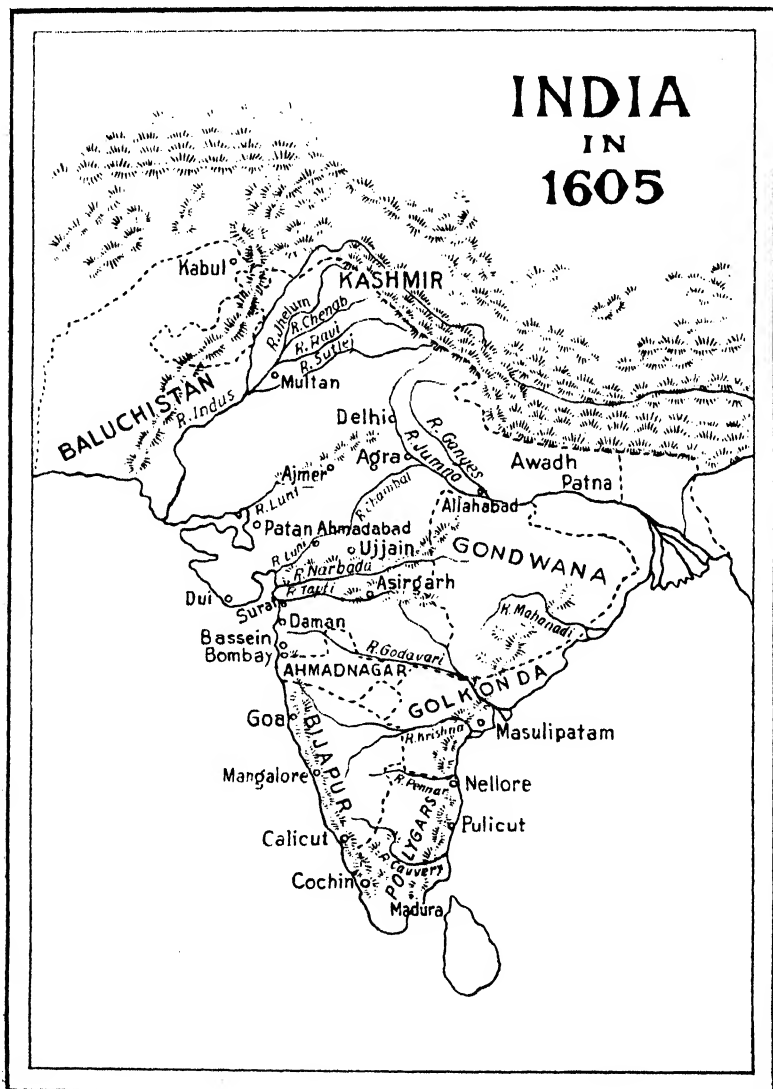 INDIA
IN
1605
Kabul
KASHMIR
R. Jhelum
R. Chenab
R. Ravi
R. Sutlej
Multan
BALUCHISTAN
R. Indus
Delhi
R. Ganges
R. Jumna
Agra
Ajmer
Awadh
Patna
R. Luni
R. Chambal
Allahabad
Patan
Ahmadabad
R. Luni
Ujjain
GONDWANA
R. Narbadu
Dui
R. Tapti
Asirgarh
Surat
R. Mahanadi
Daman
Bassein
Bombay
R. Godavari
AHMADNAGAR
GOLKONDA
Goa
BIJAPUR
R. Krishna
Masulipatam
Mangalore
R. Pennar
Nellore
POLYGARS
Pulicut
Calicut
R. Cauvery
Cochin
Madura